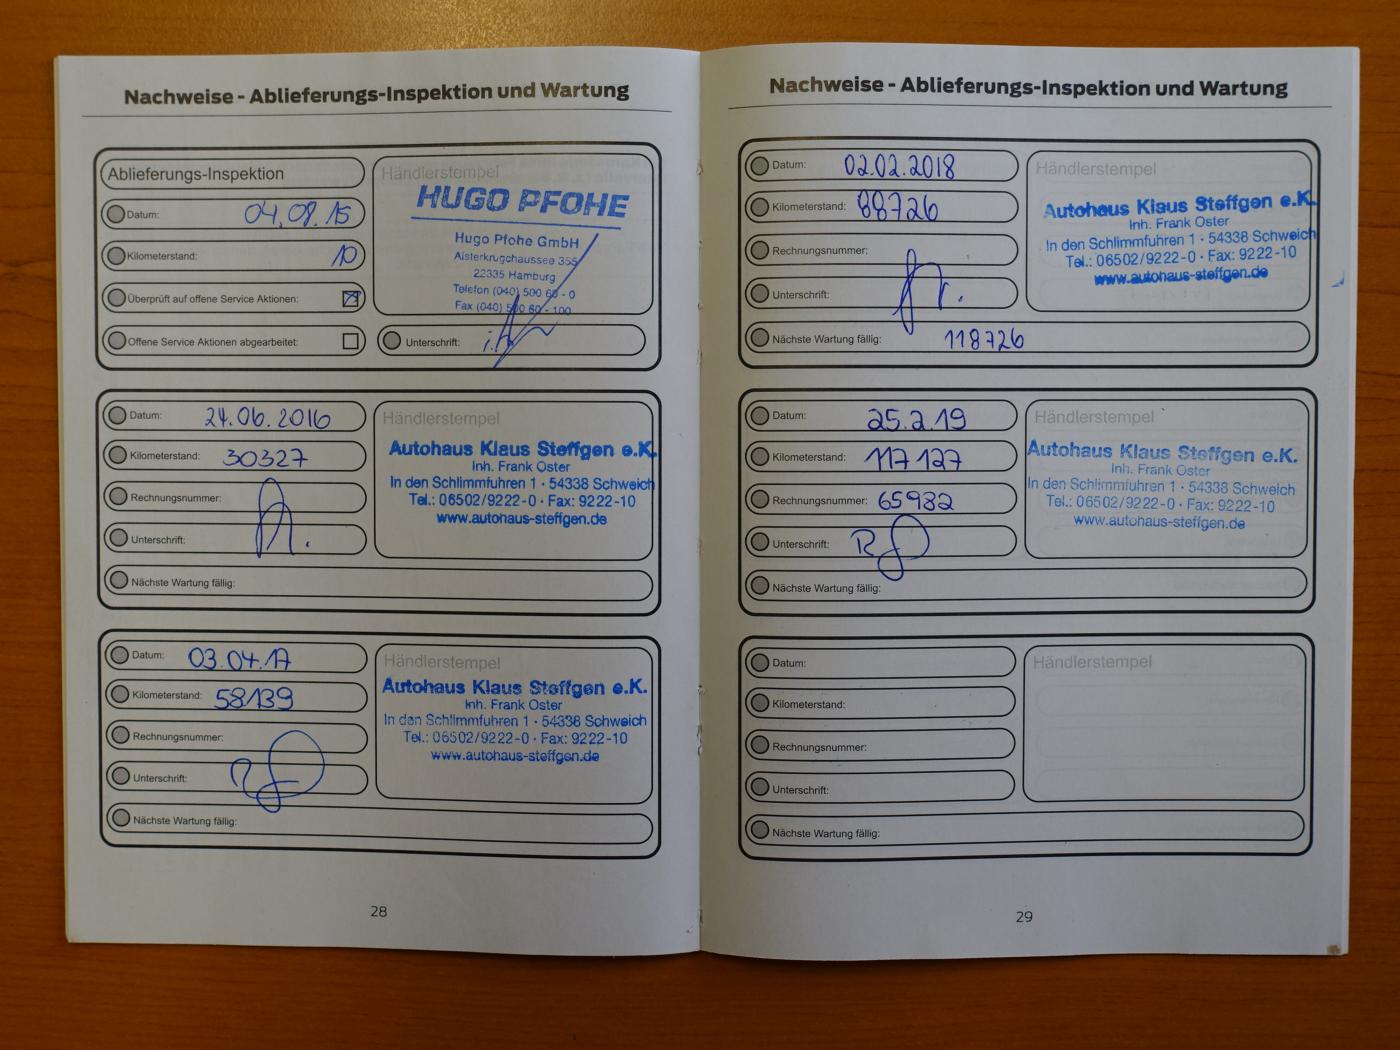 Nachweise - Ablieferungs-Inspektion und Wartung
Ablieferungs-Inspektion
Datum: 04.08.15
Kilometerstand: 10
Überprüft auf offene Service Aktionen:
Offene Service Aktionen abgearbeitet:
Händlerstempel
HUGO PFOHE
Hugo Pfohe GmbH
Alsterkrugchaussee 355
22335 Hamburg
Telefon (040) 500 60 - 0
Fax (040) 500 60 - 100
Unterschrift:
Datum: 24.06.2016
Kilometerstand: 30327
Rechnungsnummer:
Unterschrift:
Nächste Wartung fällig:
Händlerstempel
Autohaus Klaus Steffgen e.K.
Inh. Frank Oster
In den Schlimmfuhren 1 · 54338 Schweich
Tel.: 06502/9222-0 · Fax: 9222-10
www.autohaus-steffgen.de
Datum: 03.04.17
Kilometerstand: 58139
Rechnungsnummer:
Unterschrift:
Nächste Wartung fällig:
Händlerstempel
Autohaus Klaus Steffgen e.K.
Inh. Frank Oster
In den Schlimmfuhren 1 · 54338 Schweich
Tel.: 06502/9222-0 · Fax: 9222-10
www.autohaus-steffgen.de
28
Nachweise - Ablieferungs-Inspektion und Wartung
Datum: 02.02.2018
Kilometerstand: 88726
Rechnungsnummer:
Unterschrift:
Nächste Wartung fällig: 118726
Händlerstempel
Autohaus Klaus Steffgen e.K.
Inh. Frank Oster
In den Schlimmfuhren 1 · 54338 Schweich
Tel.: 06502/9222-0 · Fax: 9222-10
www.autohaus-steffgen.de
Datum: 25.2.19
Kilometerstand: 117127
Rechnungsnummer: 65982
Unterschrift:
Nächste Wartung fällig:
Händlerstempel
Autohaus Klaus Steffgen e.K.
Inh. Frank Oster
In den Schlimmfuhren 1 · 54338 Schweich
Tel.: 06502/9222-0 · Fax: 9222-10
www.autohaus-steffgen.de
Datum:
Kilometerstand:
Rechnungsnummer:
Unterschrift:
Nächste Wartung fällig:
Händlerstempel
29